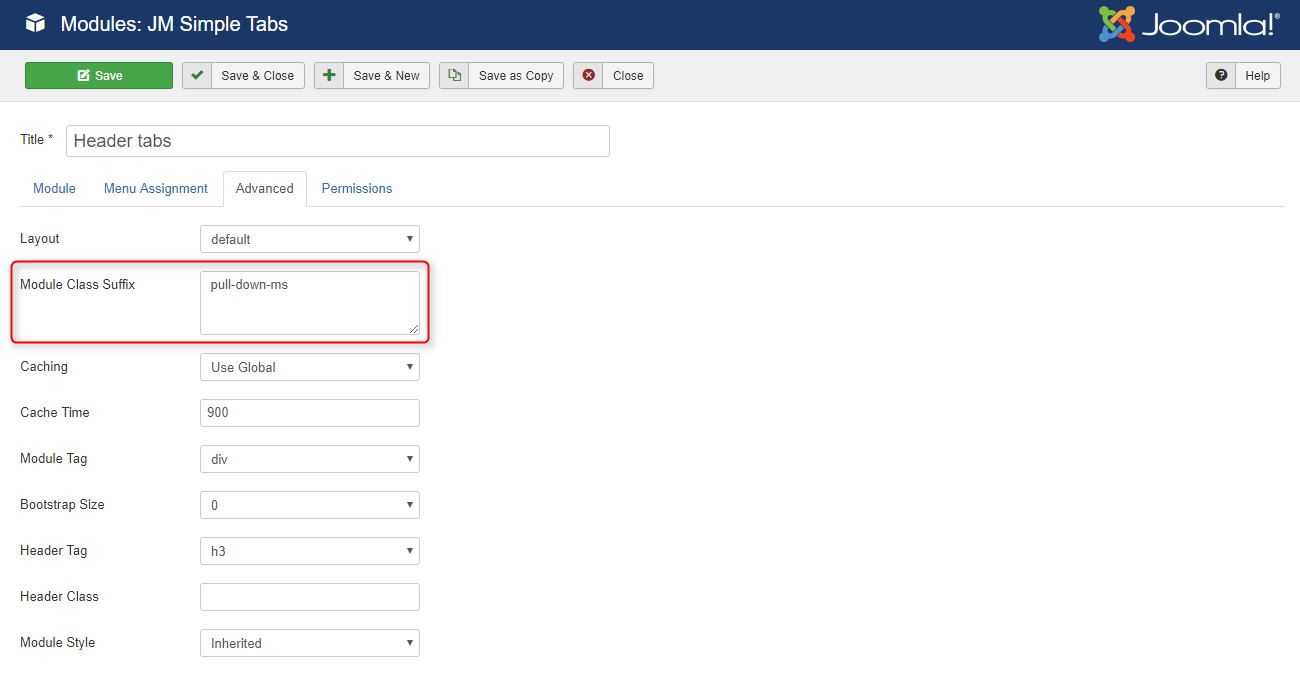 Modules: JM Simple Tabs
Joomla!®
Save
Save & Close
Save & New
Save as Copy
Close
Help
Title *
Header tabs
Module
Menu Assignment
Advanced
Permissions
Layout
default
Module Class Suffix
pull-down-ms
Caching
Use Global
Cache Time
900
Module Tag
div
Bootstrap Size
0
Header Tag
h3
Header Class
Module Style
Inherited